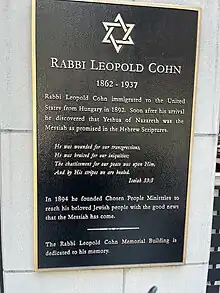 RABBI LEOPOLD COHN
1862 - 1937
Rabbi Leopold Cohn immigrated to the United
States from Hungary in 1892. Soon after his arrival
he discovered that Yeshua of Nazareth was the
Messiah as promised in the Hebrew Scriptures.
He was wounded for our transgressions,
He was bruised for our iniquities;
The chastisement for our peace was upon Him,
And by His stripes we are healed.
Isaiah 53:5
In 1894 he founded Chosen People Ministries to
reach his beloved Jewish people with the good news
that the Messiah has come.
The Rabbi Leopold Cohn Memorial Building is
dedicated to his memory.